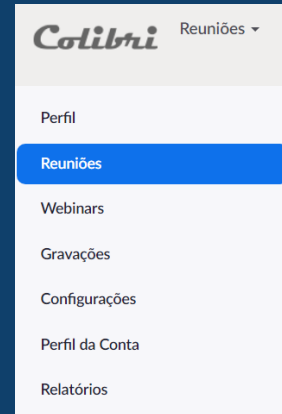 Colibri
Reuniões
Perfil
Reuniões
Webinars
Gravações
Configurações
Perfil da Conta
Relatórios